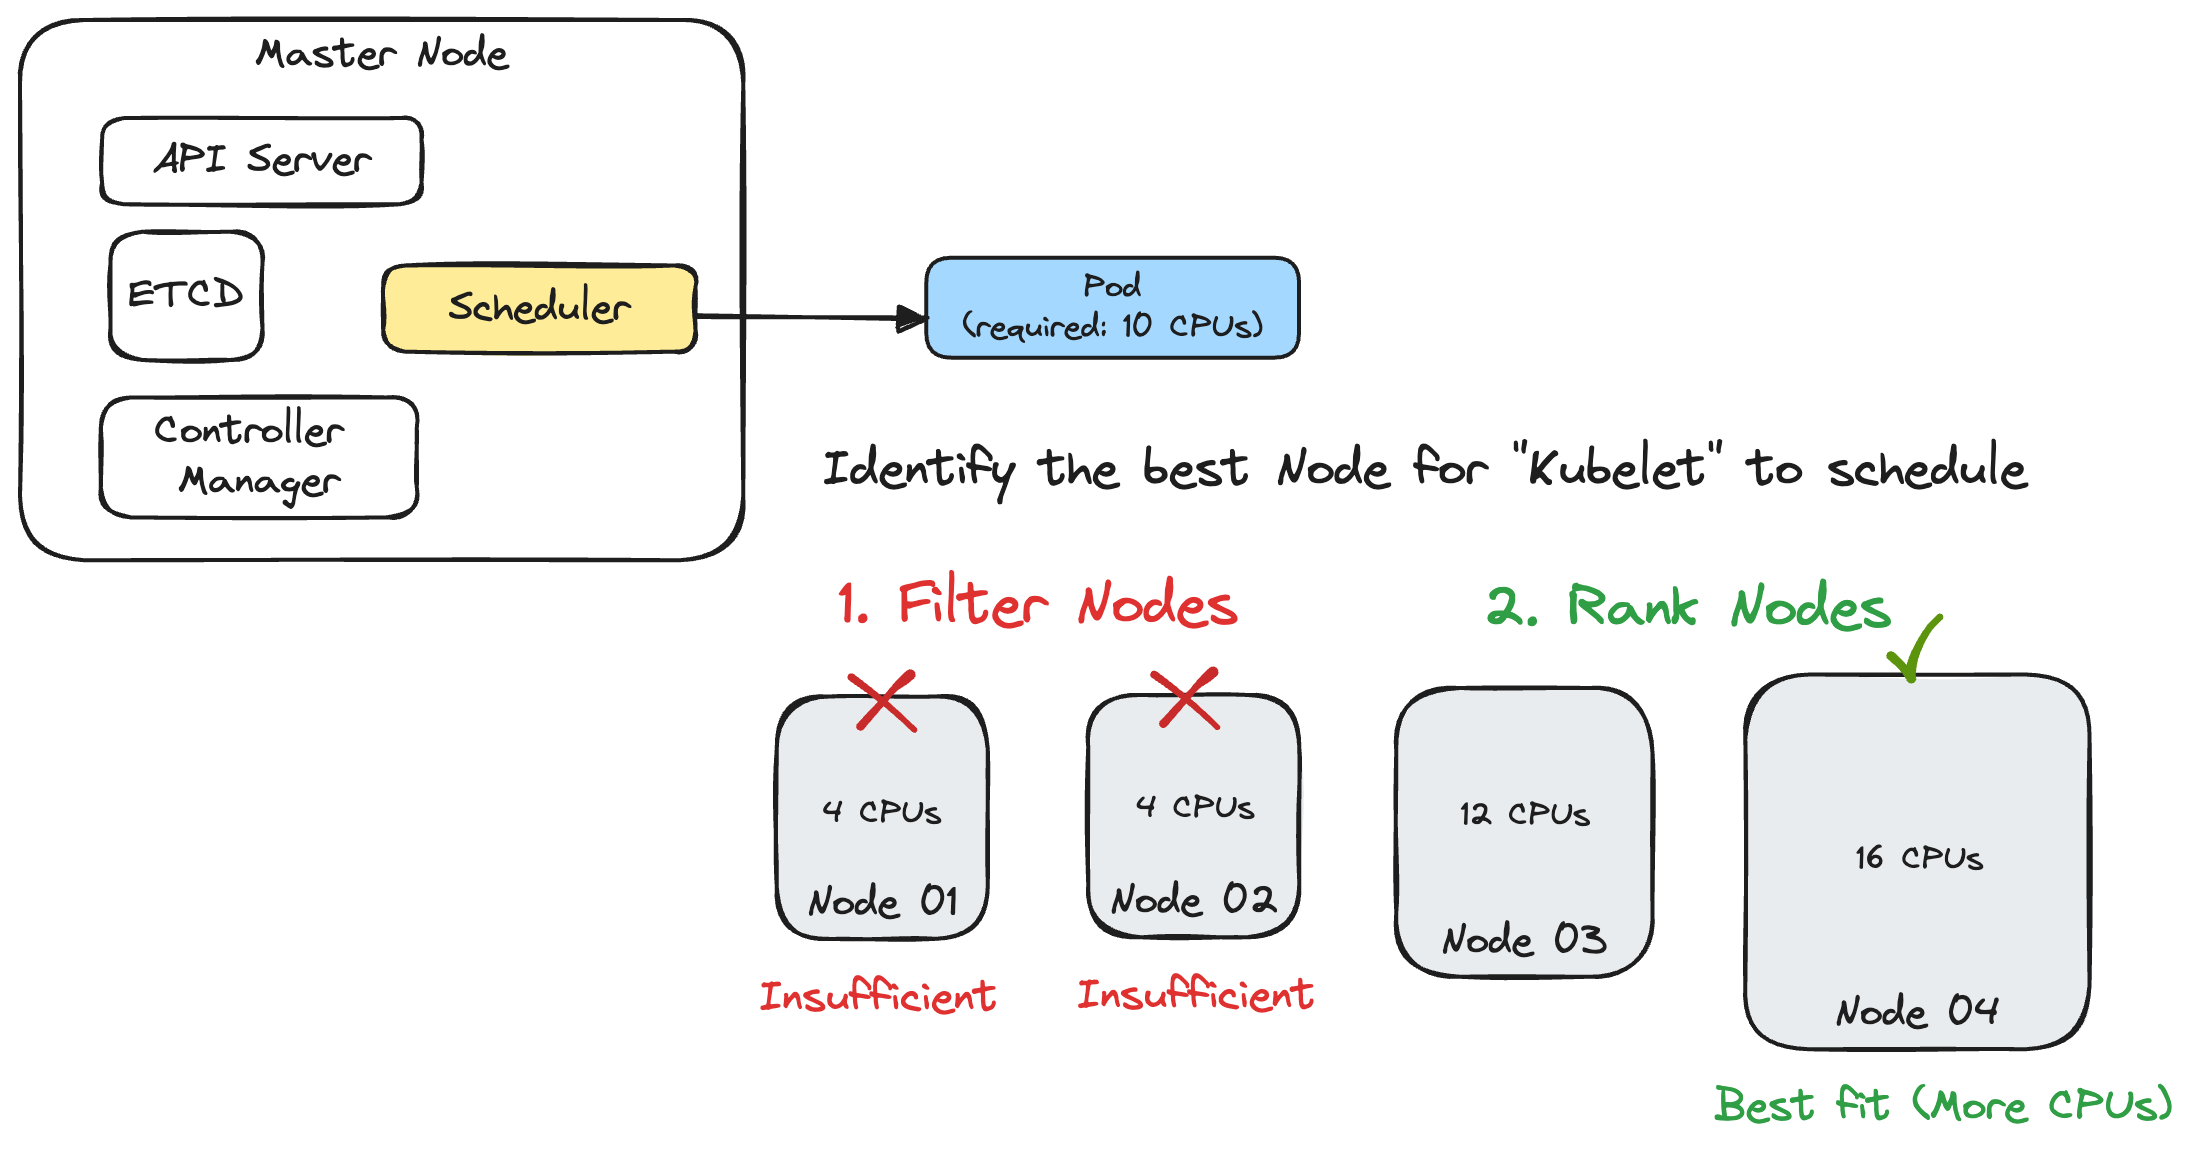 Master Node
API Server
ETCD
Scheduler
Controller
Manager
Pod
(required: 10 CPUs)
Identify the best Node for "Kubelet" to schedule
1. Filter Nodes
2. Rank Nodes
4 CPUs
Node 01
Insufficient
4 CPUs
Node 02
Insufficient
12 CPUs
Node 03
16 CPUs
Node 04
Best fit (More CPUs)